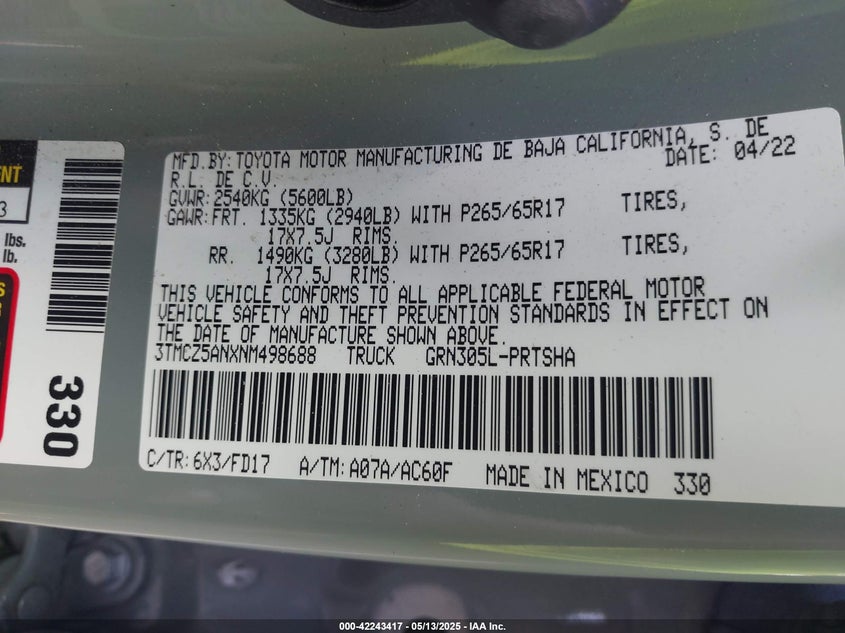 MFD.BY: TOYOTA MOTOR MANUFACTURING DE BAJA CALIFORNIA, S. DE
R.L. DE C.V. DATE: 04/22
GVWR: 2540KG (5600LB)
GAWR: FRT. 1335KG (2940LB) WITH P265/65R17 TIRES,
17X7.5J RIMS.
RR. 1490KG (3280LB) WITH P265/65R17 TIRES,
17X7.5J RIMS.
THIS VEHICLE CONFORMS TO ALL APPLICABLE FEDERAL MOTOR
VEHICLE SAFETY AND THEFT PREVENTION STANDARDS IN EFFECT ON
THE DATE OF MANUFACTURE SHOWN ABOVE.
3TMCZ5ANXNM498688 TRUCK GRN305L-PRTSHA
C/TR: 6X3/FD17 A/TM: A07A/AC60F MADE IN MEXICO 330
3
lbs.
lb.
330
000-42243417 - 05/13/2025 - IAA Inc.